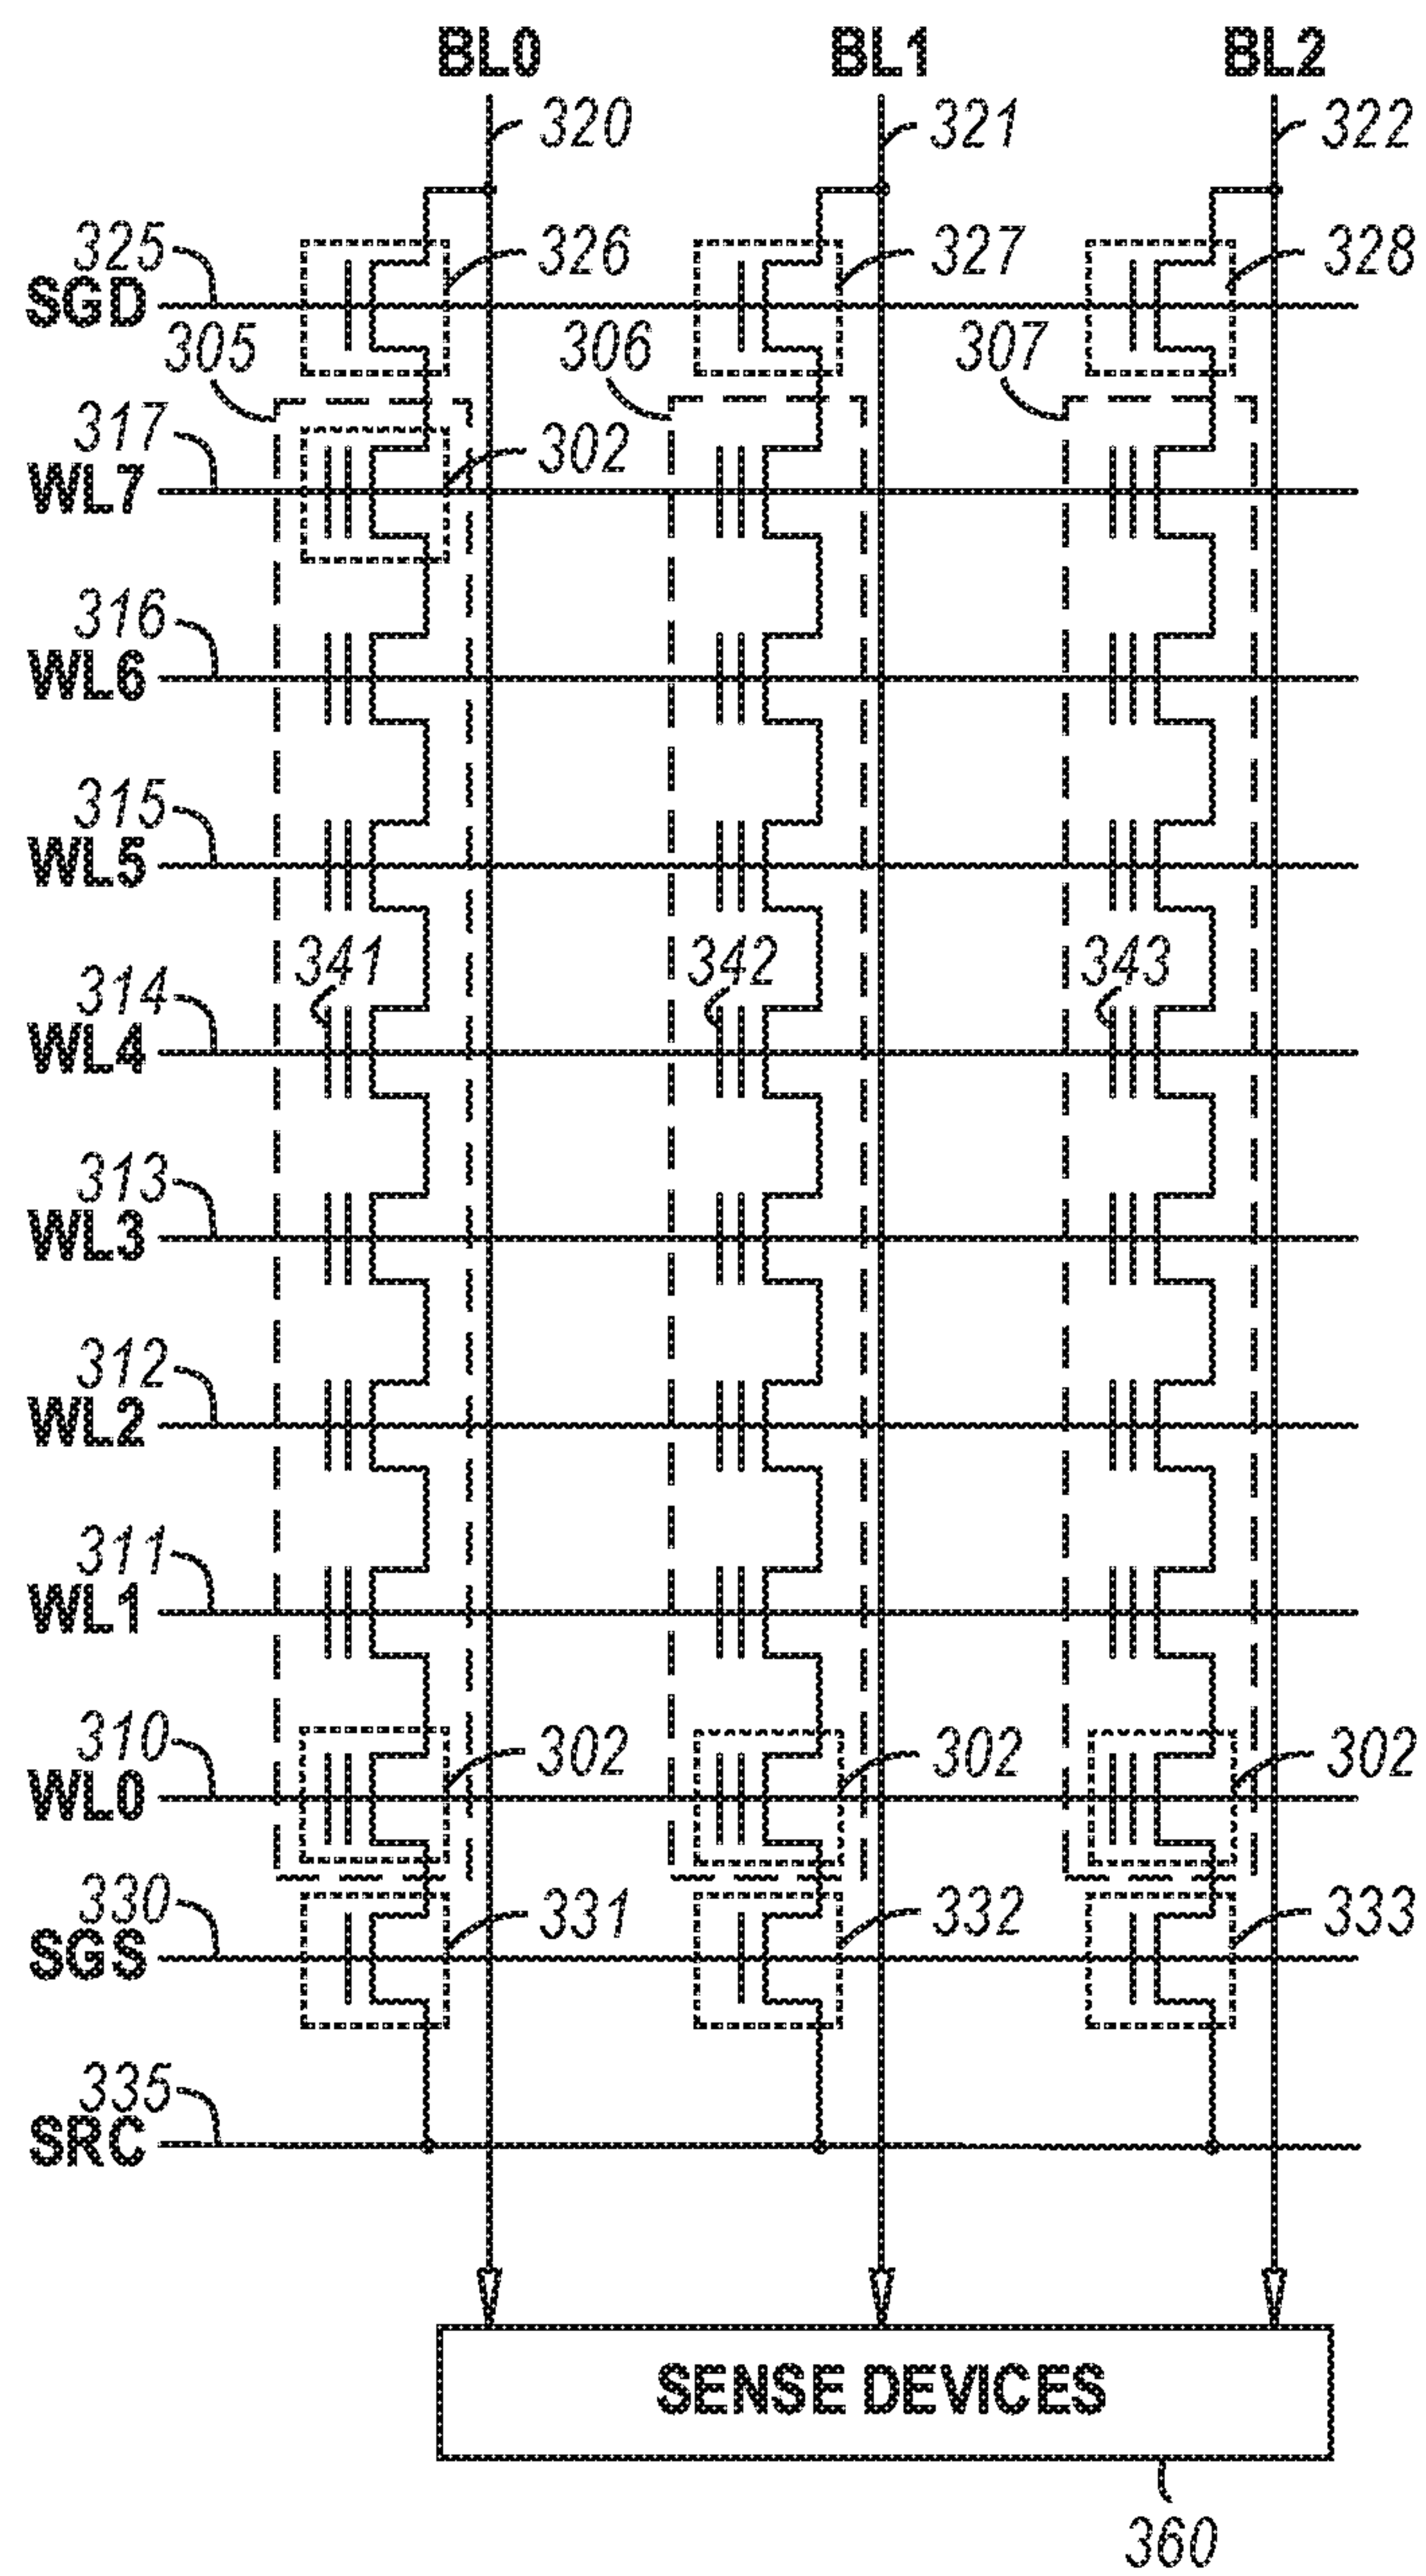 BL0 BL1 BL2
320 321 322
325 326 327 328
SGD
305 306 307
317 302
WL7
316
WL6
315
WL5
341 342 343
314
WL4
313
WL3
312
WL2
311
WL1
310 302 302 302
WL0
330 331 332 333
SGS
335
SRC
SENSE DEVICES
360